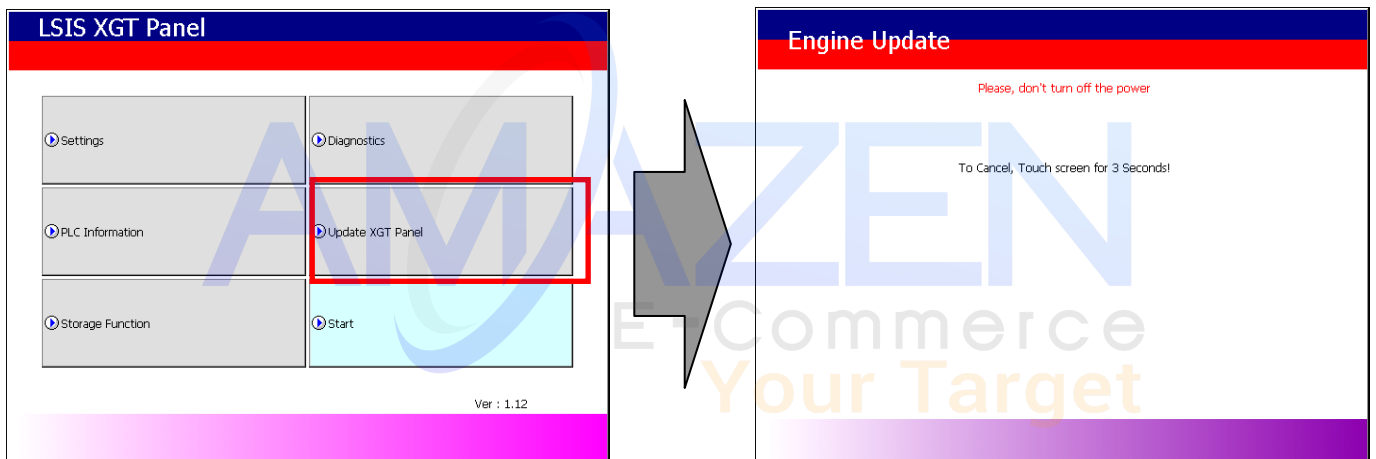 LSIS XGT Panel
Settings
Diagnostics
PLC Information
Update XGT Panel
Storage Function
Start
Ver : 1.12
Engine Update
Please, don't turn off the power
To Cancel, Touch screen for 3 Seconds!
AMAZEN
E-Commerce
Your Target